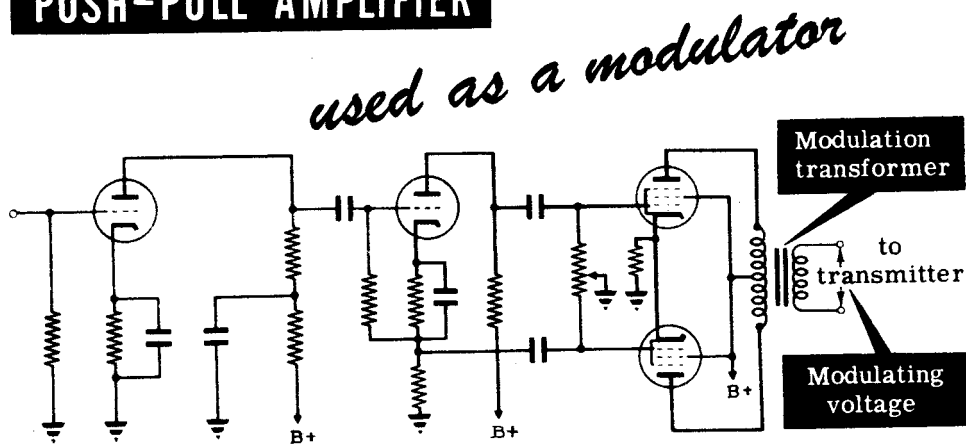 PUSH-PULL AMPLIFIER
used as a modulator
Modulation
transformer
to
transmitter
Modulating
voltage
B+
B+
B+